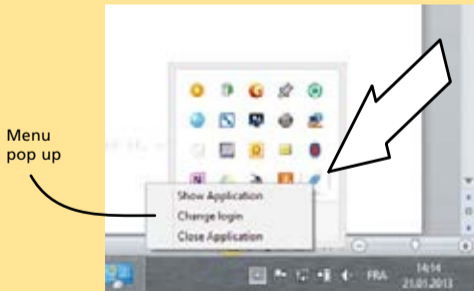 Menu
pop up
Show Application
Change login
Close Application
FRA
14:14
21.01.2013